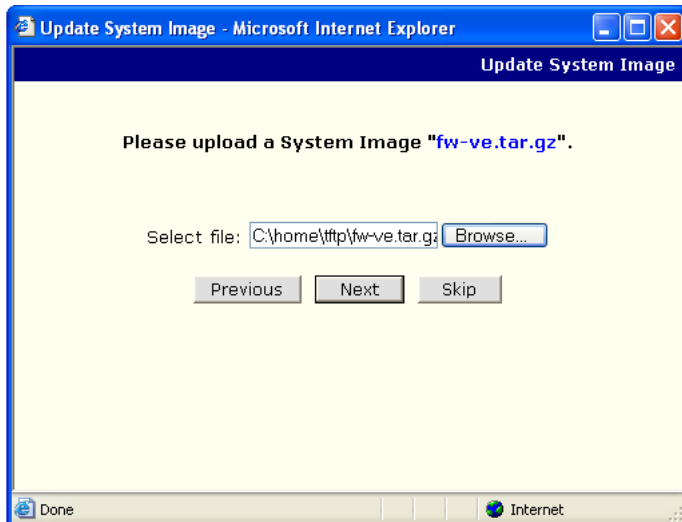 Update System Image - Microsoft Internet Explorer
Update System Image
Please upload a System Image "fw-ve.tar.gz".
Select file: C:\home\tftp\fw-ve.tar.gz Browse...
Previous Next Skip
Done Internet